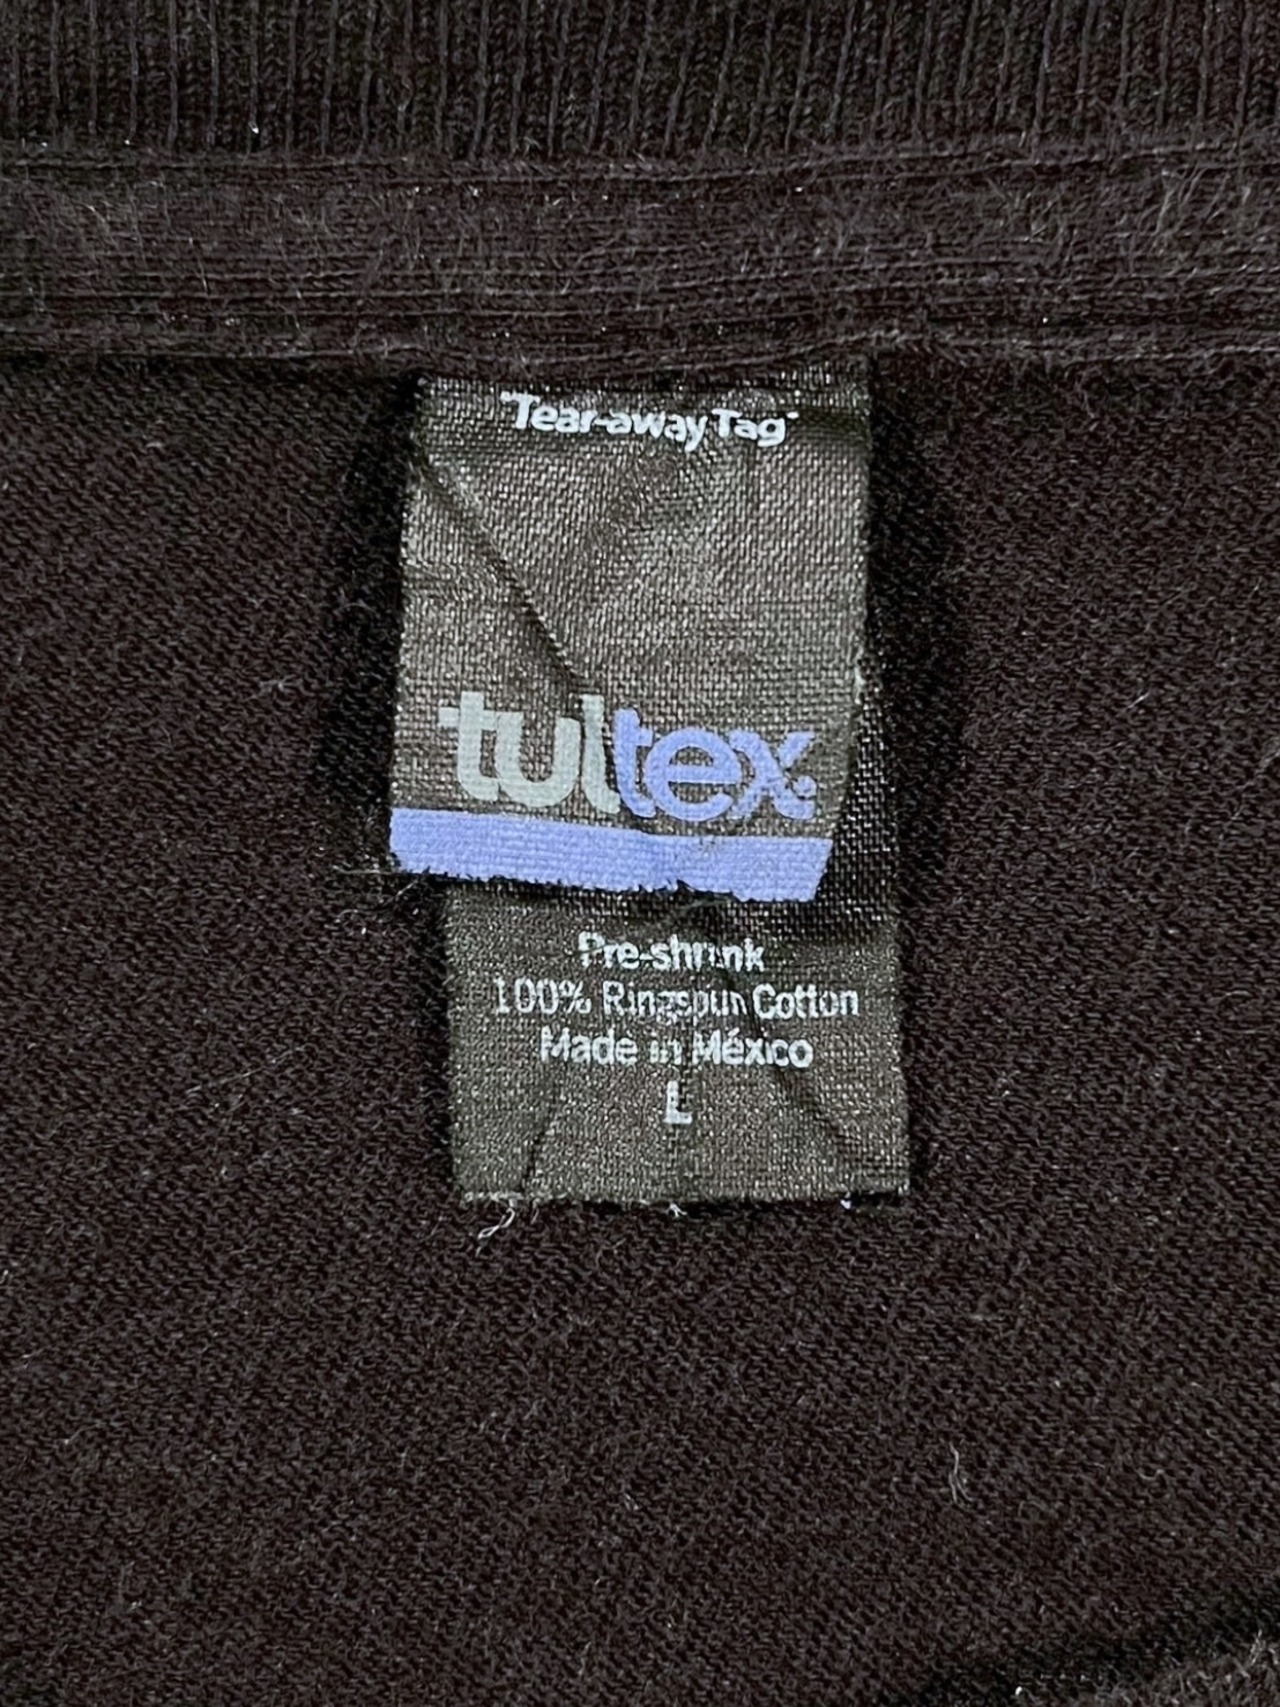 "Tear-away Tag"
tultex®
Pre-shrunk
100% Ringspun Cotton
Made in México
L